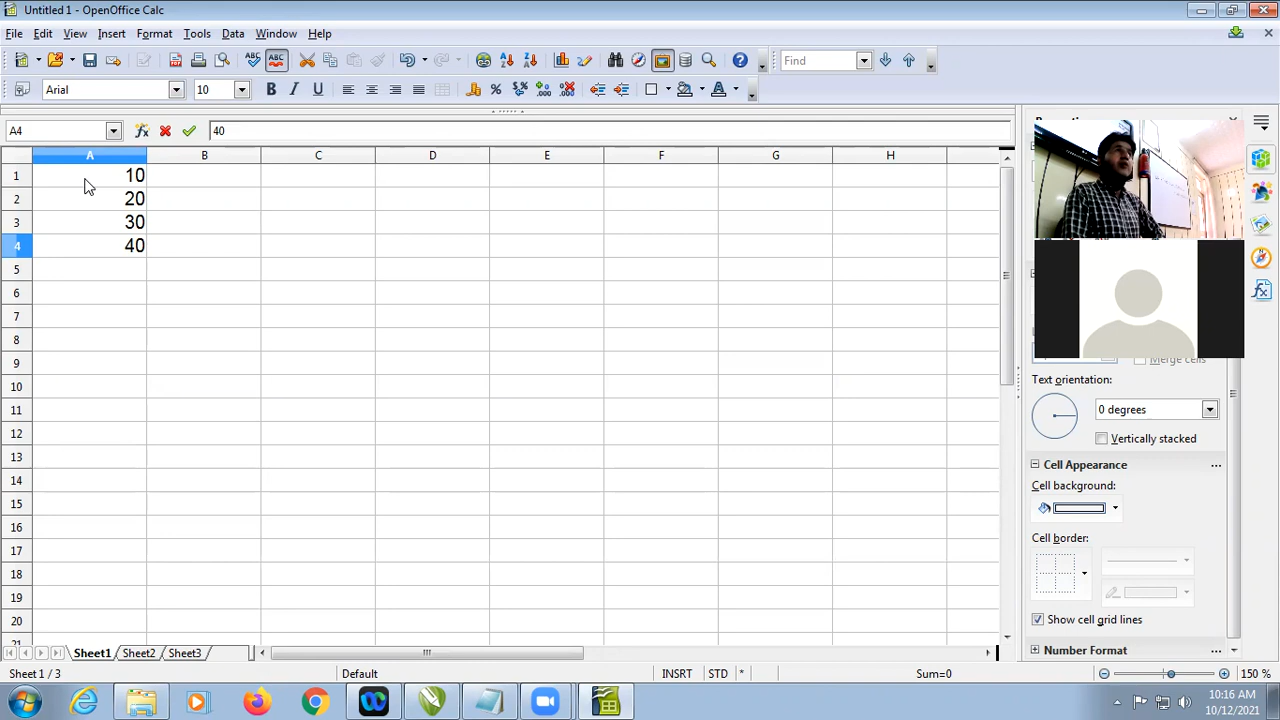 Untitled 1 - OpenOffice Calc
File Edit View Insert Format Tools Data Window Help
Find
Arial 10
A4 40
A B C D E F G H
1 10
2 20
3 30
4 40
5
6
7
8
9
10
11
12
13
14
15
16
17
18
19
20
Text orientation:
0 degrees
Vertically stacked
Cell Appearance
Cell background:
Cell border:
Show cell grid lines
Number Format
Merge cells
Sheet1 Sheet2 Sheet3
Sheet 1 / 3 Default INSRT STD * Sum=0 150 %
10:16 AM
10/12/2021